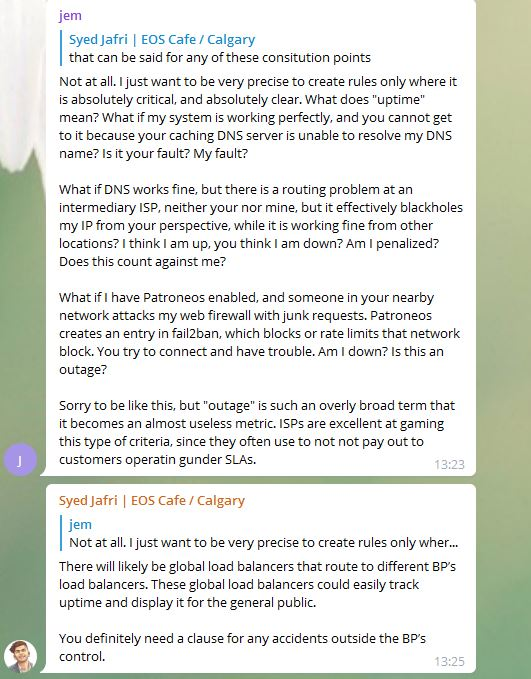 jem
Syed Jafri | EOS Cafe / Calgary
that can be said for any of these consitution points
Not at all. I just want to be very precise to create rules only where it
is absolutely critical, and absolutely clear. What does "uptime"
mean? What if my system is working perfectly, and you cannot get
to it because your caching DNS server is unable to resolve my DNS
name? Is it your fault? My fault?
What if DNS works fine, but there is a routing problem at an
intermediary ISP, neither your nor mine, but it effectively blackholes
my IP from your perspective, while it is working fine from other
locations? I think I am up, you think I am down? Am I penalized?
Does this count against me?
What if I have Patroneos enabled, and someone in your nearby
network attacks my web firewall with junk requests. Patroneos
creates an entry in fail2ban, which blocks or rate limits that network
block. You try to connect and have trouble. Am I down? Is this an
outage?
Sorry to be like this, but "outage" is such an overly broad term that
it becomes an almost useless metric. ISPs are excellent at gaming
this type of criteria, since they often use to not not pay out to
customers operatin gunder SLAs.
13:23
J
Syed Jafri | EOS Cafe / Calgary
jem
Not at all. I just want to be very precise to create rules only wher...
There will likely be global load balancers that route to different BP's
load balancers. These global load balancers could easily track
uptime and display it for the general public.
You definitely need a clause for any accidents outside the BP's
control.
13:25